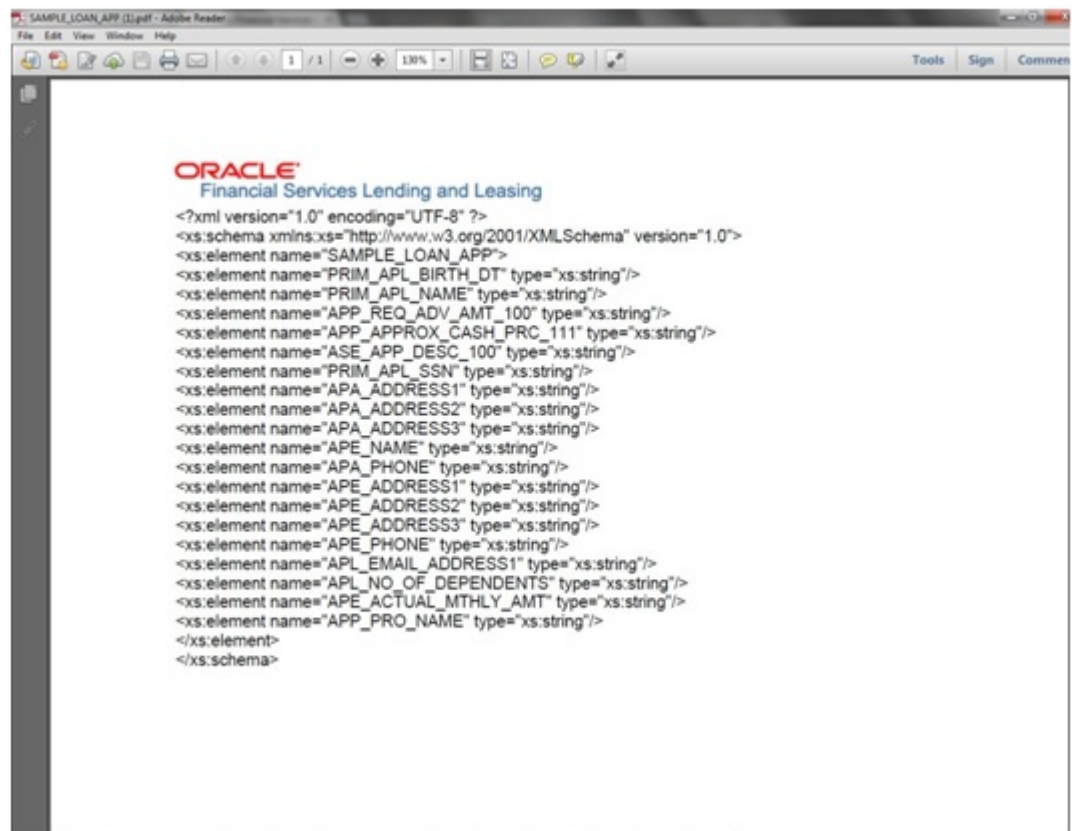 SAMPLE_LOAN_APP (1).pdf - Adobe Reader
File Edit View Window Help
1 / 1 130% Tools Sign Commen
ORACLE
Financial Services Lending and Leasing
<?xml version="1.0" encoding="UTF-8" ?>
<xs:schema xmlns:xs="http://www.w3.org/2001/XMLSchema" version="1.0">
<xs:element name="SAMPLE_LOAN_APP">
<xs:element name="PRIM_APL_BIRTH_DT" type="xs:string"/>
<xs:element name="PRIM_APL_NAME" type="xs:string"/>
<xs:element name="APP_REQ_ADV_AMT_100" type="xs:string"/>
<xs:element name="APP_APPROX_CASH_PRC_111" type="xs:string"/>
<xs:element name="ASE_APP_DESC_100" type="xs:string"/>
<xs:element name="PRIM_APL_SSN" type="xs:string"/>
<xs:element name="APA_ADDRESS1" type="xs:string"/>
<xs:element name="APA_ADDRESS2" type="xs:string"/>
<xs:element name="APA_ADDRESS3" type="xs:string"/>
<xs:element name="APE_NAME" type="xs:string"/>
<xs:element name="APA_PHONE" type="xs:string"/>
<xs:element name="APE_ADDRESS1" type="xs:string"/>
<xs:element name="APE_ADDRESS2" type="xs:string"/>
<xs:element name="APE_ADDRESS3" type="xs:string"/>
<xs:element name="APE_PHONE" type="xs:string"/>
<xs:element name="APL_EMAIL_ADDRESS1" type="xs:string"/>
<xs:element name="APL_NO_OF_DEPENDENTS" type="xs:string"/>
<xs:element name="APE_ACTUAL_MTHLY_AMT" type="xs:string"/>
<xs:element name="APP_PRO_NAME" type="xs:string"/>
</xs:element>
</xs:schema>